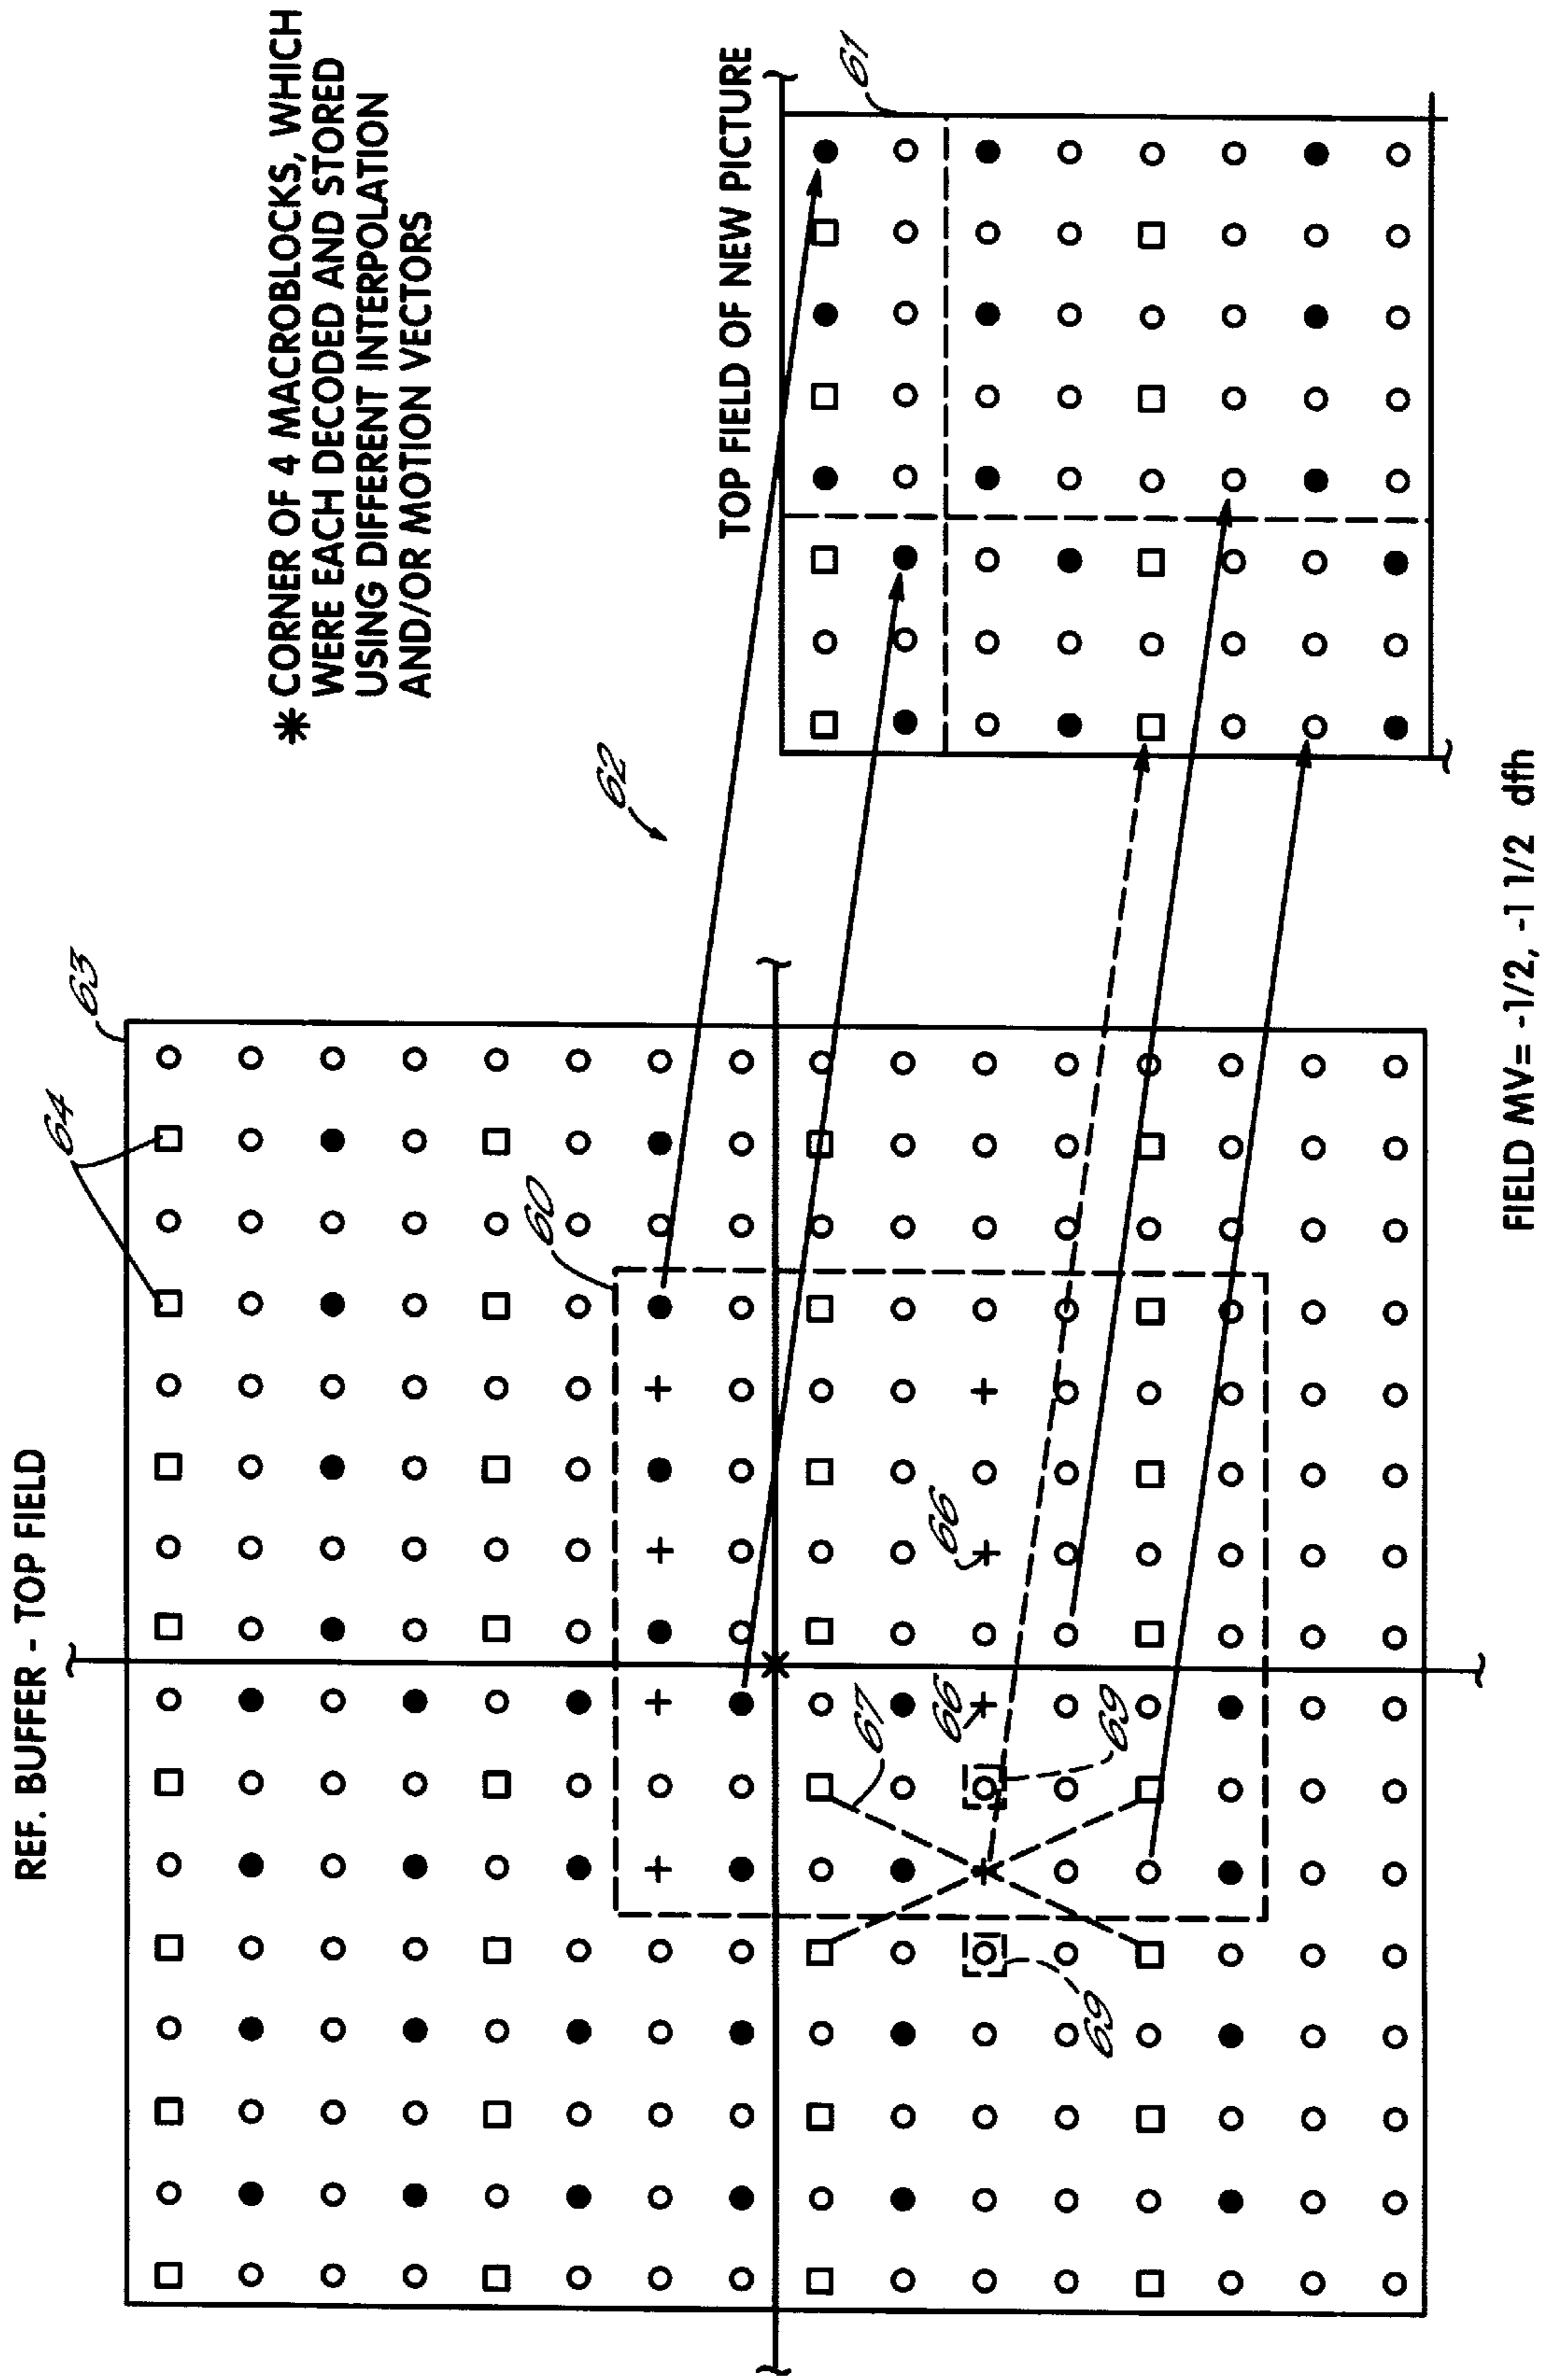 REF. BUFFER - TOP FIELD
63
64
60
66
66
67
69
69
62
* CORNER OF 4 MACROBLOCKS, WHICH
WERE EACH DECODED AND STORED
USING DIFFERENT INTERPOLATION
AND/OR MOTION VECTORS
TOP FIELD OF NEW PICTURE
61
FIELD MV= -1/2, -1 1/2 dfh